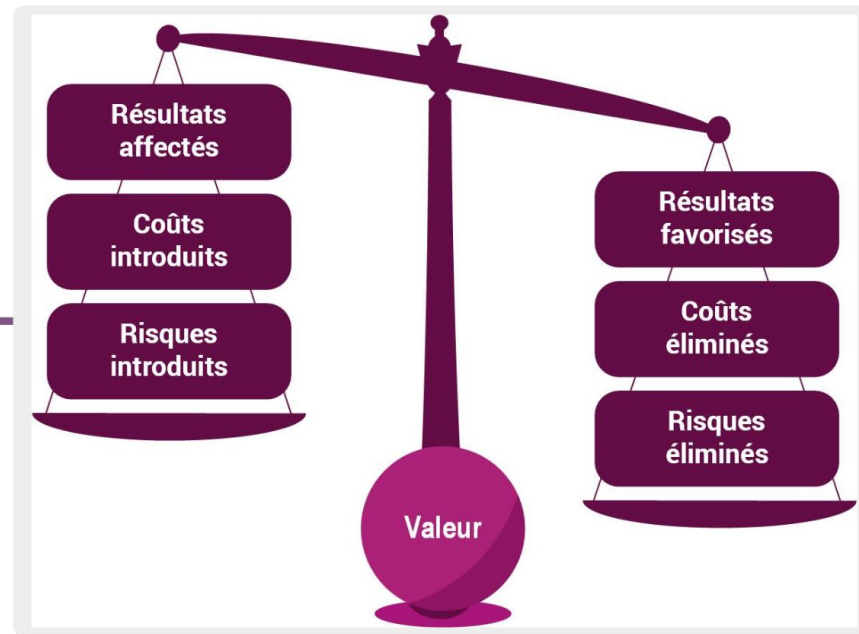 Résultats
affectés
Coûts
introduits
Risques
introduits
Résultats
favorisés
Coûts
éliminés
Risques
éliminés
Valeur